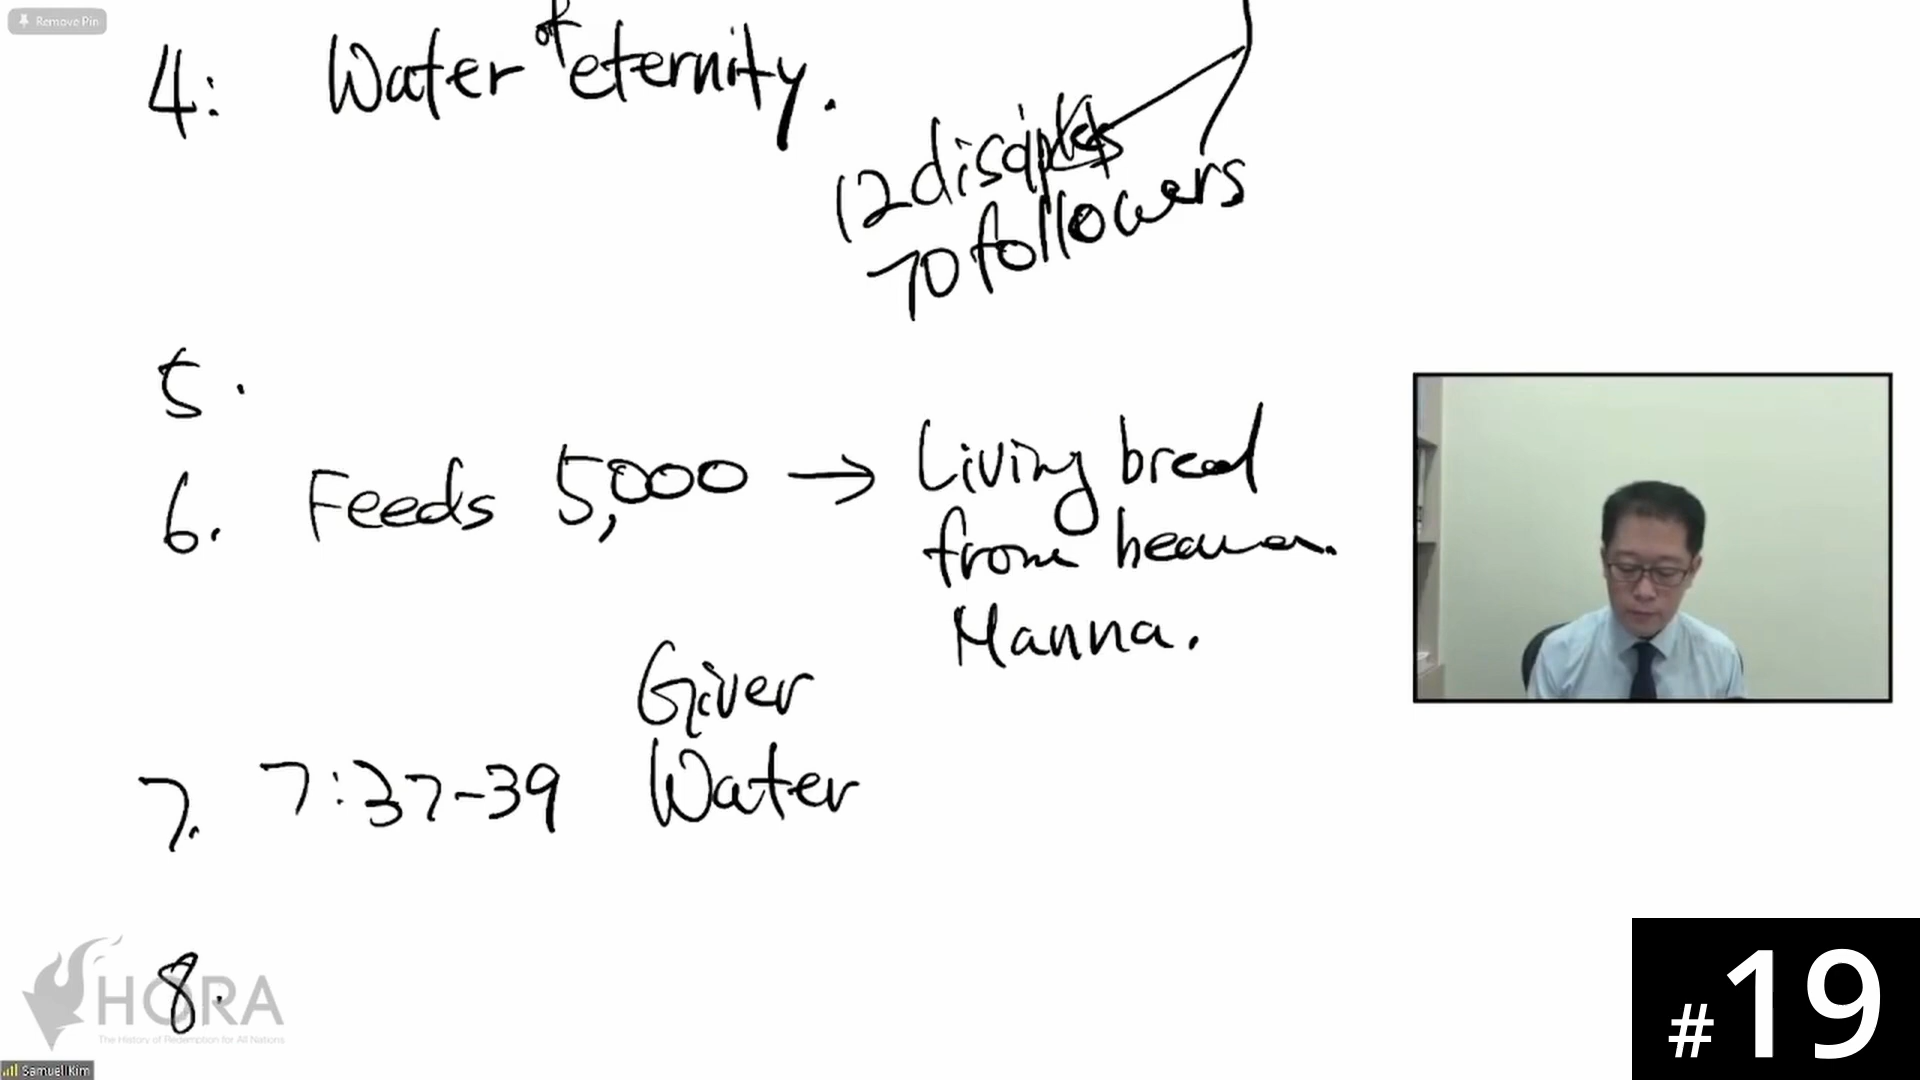 Remove Pin
4: Water of eternity.
12 disciples
70 followers
5.
6. Feeds 5,000 → Living bread
from heaven.
Manna.
Giver
7. 7:37-39 Water
8.
HORA
The History of Redemption for All Nations
Samuel Kim
#19